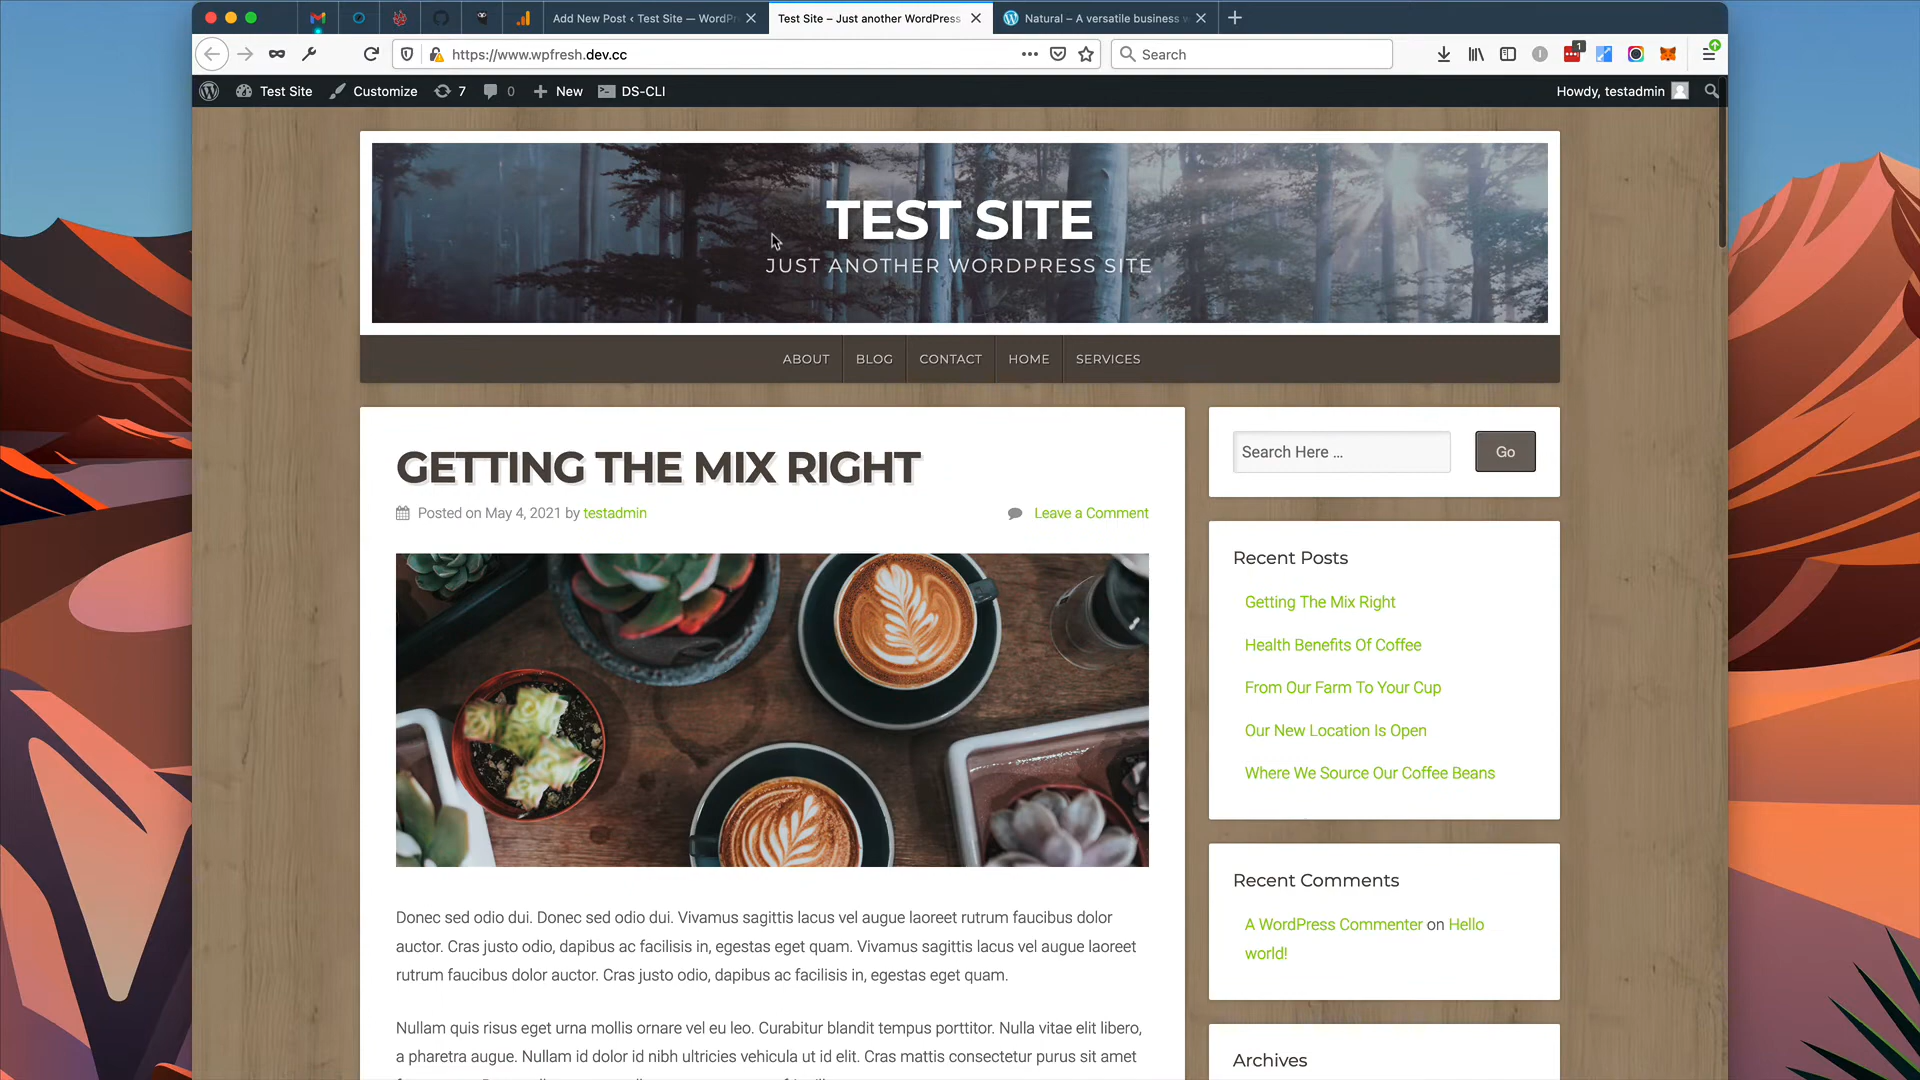 Add New Post ‹ Test Site — WordPr
Test Site – Just another WordPress
Natural – A versatile business w
https://www.wpfresh.dev.cc
Search
1
Test Site
Customize
7
0
New
DS-CLI
Howdy, testadmin
TEST SITE
JUST ANOTHER WORDPRESS SITE
ABOUT
BLOG
CONTACT
HOME
SERVICES
GETTING THE MIX RIGHT
Posted on May 4, 2021 by testadmin
Leave a Comment
Donec sed odio dui. Donec sed odio dui. Vivamus sagittis lacus vel augue laoreet rutrum faucibus dolor
auctor. Cras justo odio, dapibus ac facilisis in, egestas eget quam. Vivamus sagittis lacus vel augue laoreet
rutrum faucibus dolor auctor. Cras justo odio, dapibus ac facilisis in, egestas eget quam.
Nullam quis risus eget urna mollis ornare vel eu leo. Curabitur blandit tempus porttitor. Nulla vitae elit libero,
a pharetra augue. Nullam id dolor id nibh ultricies vehicula ut id elit. Cras mattis consectetur purus sit amet
Search Here ...
Go
Recent Posts
Getting The Mix Right
Health Benefits Of Coffee
From Our Farm To Your Cup
Our New Location Is Open
Where We Source Our Coffee Beans
Recent Comments
A WordPress Commenter on Hello
world!
Archives